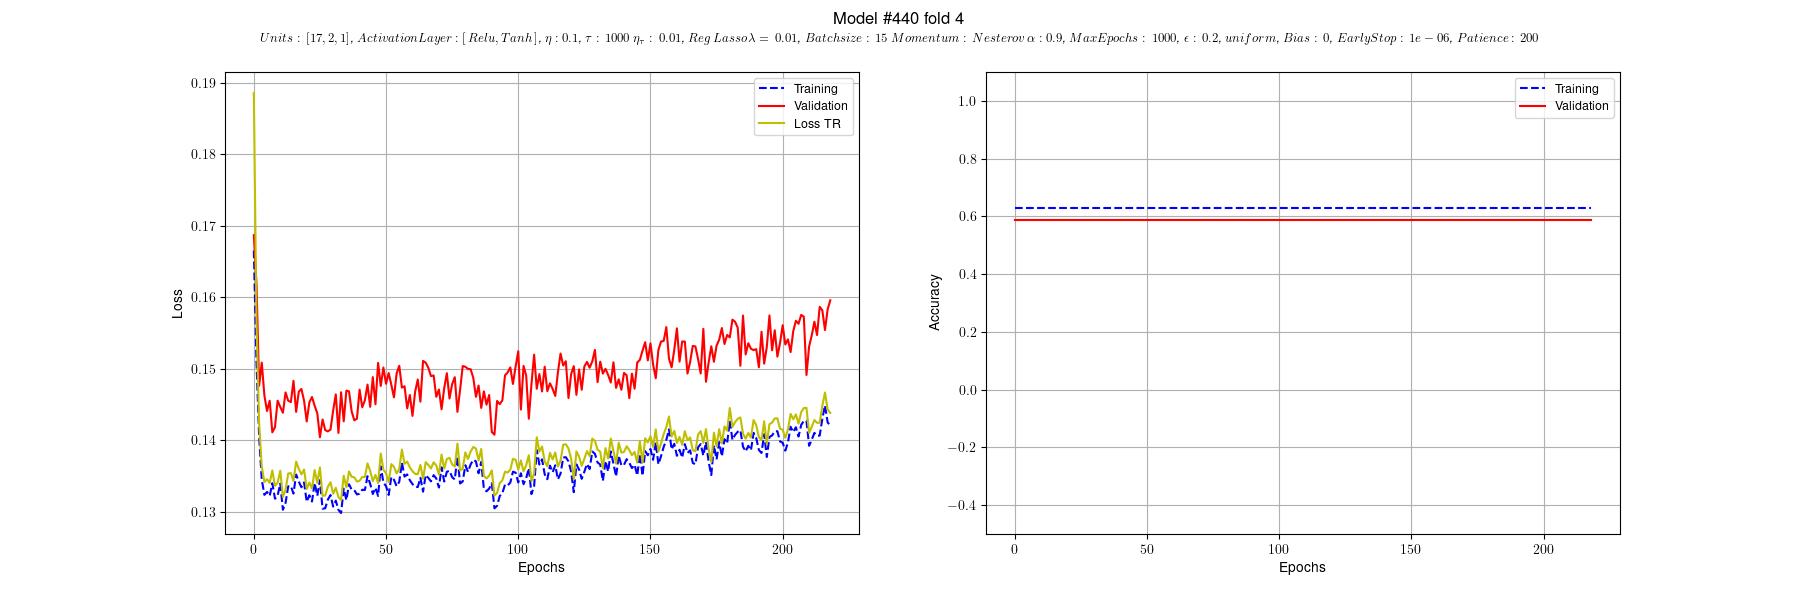 Model #440 fold 4
Units : [17, 2, 1], ActivationLayer : [ Relu, Tanh ], η : 0.1, τ : 1000 ητ : 0.01, Reg Lasso λ = 0.01, Batchsize : 15 Momentum : Nesterov α : 0.9, MaxEpochs : 1000, ϵ : 0.2, uniform, Bias : 0, EarlyStop : 1e − 06, Patience : 200
0.19
0.18
0.17
0.16
0.15
0.14
0.13
Loss
0 50 100 150 200
Epochs
Training
Validation
Loss TR
1.0
0.8
0.6
0.4
0.2
0.0
−0.2
−0.4
Accuracy
0 50 100 150 200
Epochs
Training
Validation